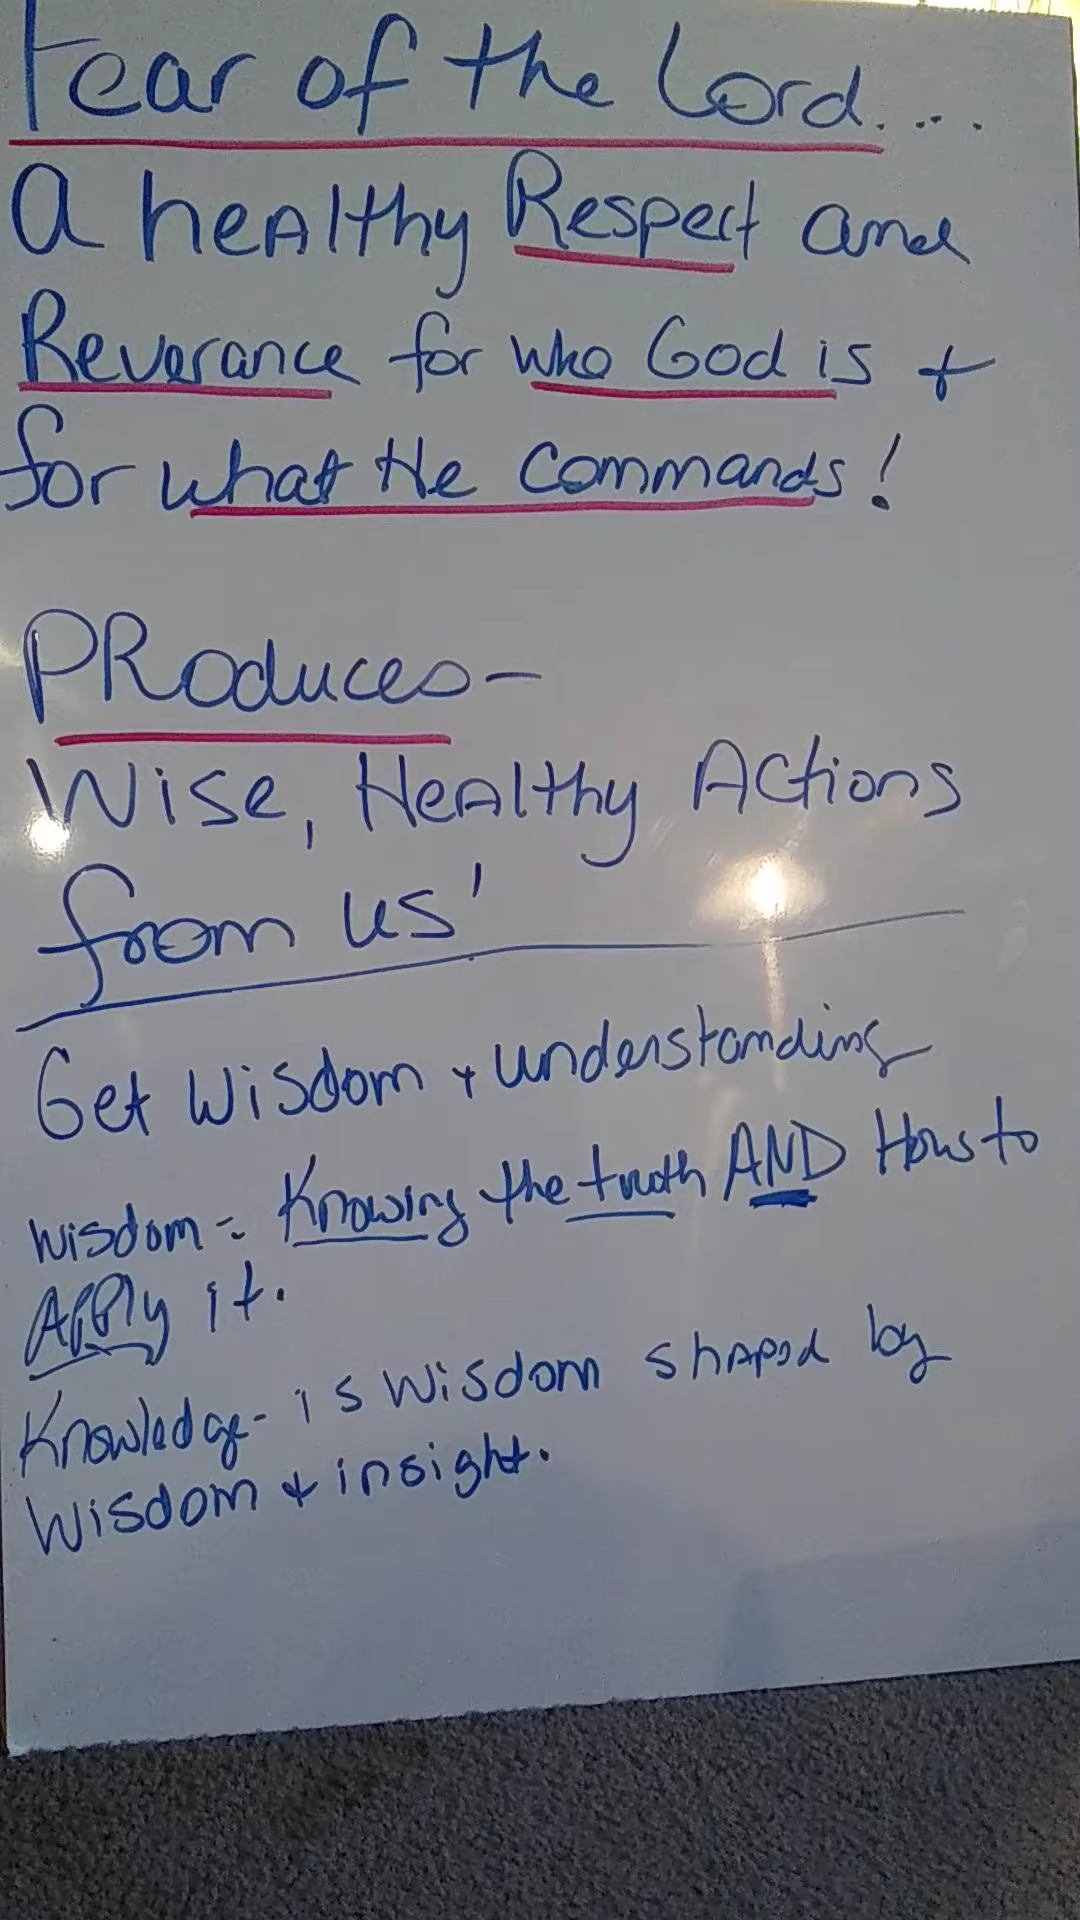 Fear of the Lord....
A healthy Respect and
Reverance for who God is +
for what He commands!
PRoduces-
Wise, Healthy Actions
from us'
Get Wisdom + understanding
Wisdom = Knowing the truth AND How to
Apply it.
Knowledge- is Wisdom shaped by
Wisdom + insight.